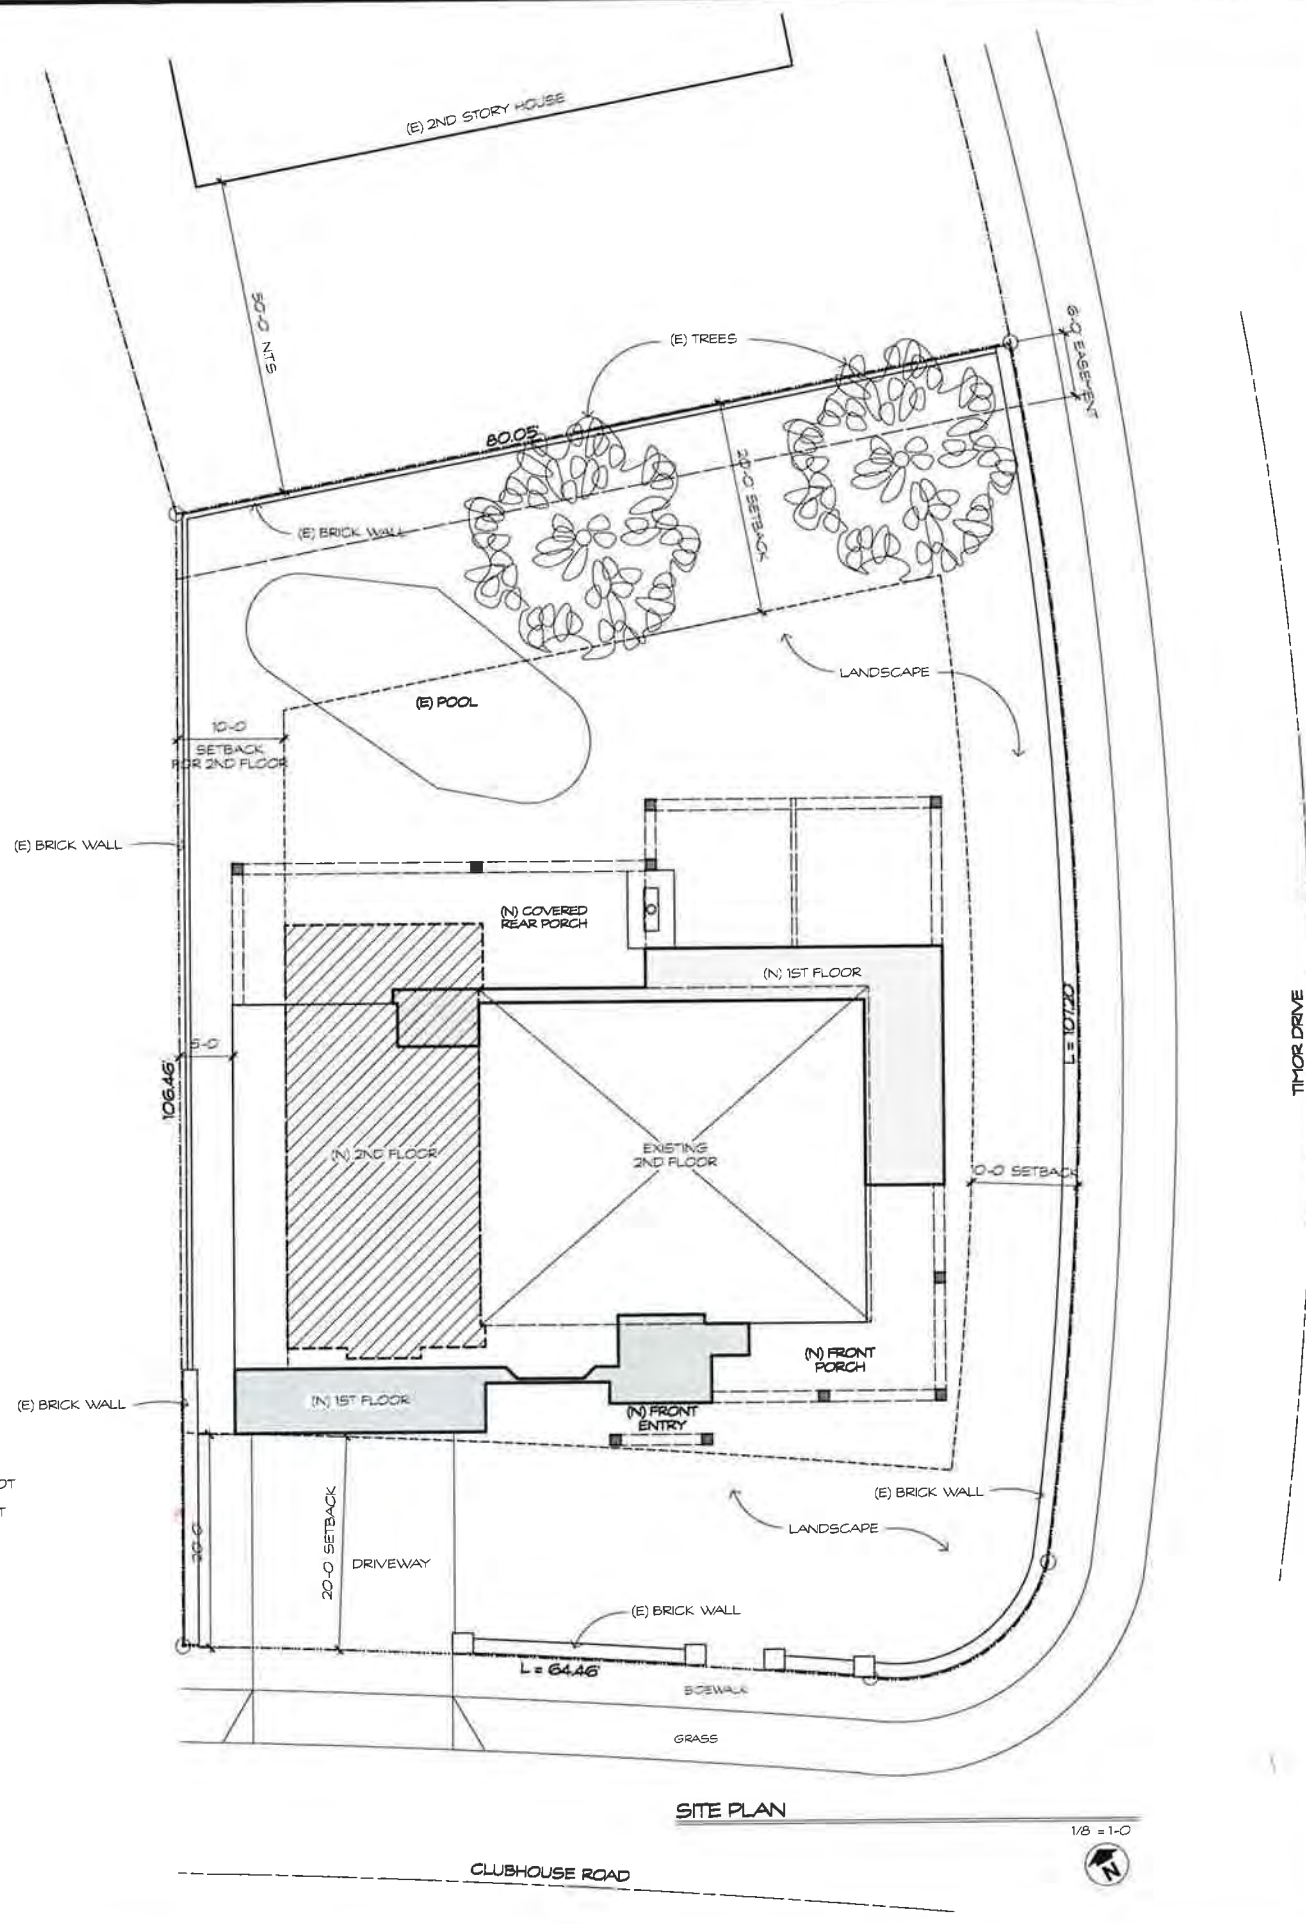 (E) 2ND STORY HOUSE
50-0 NTS
(E) TREES
6-0 EASEMENT
80.05'
20-0 SETBACK
(E) BRICK WALL
LANDSCAPE
(E) POOL
10-0
SETBACK
FOR 2ND FLOOR
(E) BRICK WALL
(N) COVERED
REAR PORCH
(N) 1ST FLOOR
L = 107.20
TIMOR DRIVE
5-0
106.46'
(N) 2ND FLOOR
EXISTING
2ND FLOOR
0-0 SETBACK
(N) FRONT
PORCH
(E) BRICK WALL
(N) 1ST FLOOR
(N) FRONT
ENTRY
OT
T
(E) BRICK WALL
20-0
20-0 SETBACK
DRIVEWAY
LANDSCAPE
(E) BRICK WALL
L = 64.46'
SIDEWALK
GRASS
SITE PLAN
1/8 = 1-0
N
CLUBHOUSE ROAD